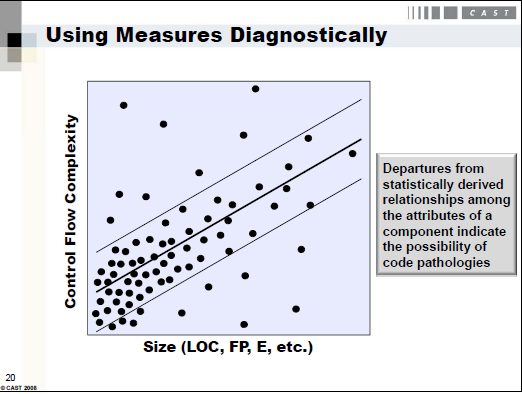 CAST
Using Measures Diagnostically
Control Flow Complexity
Departures from
statistically derived
relationships among
the attributes of a
component indicate
the possibility of
code pathologies
Size (LOC, FP, E, etc.)
20
© CAST 2008